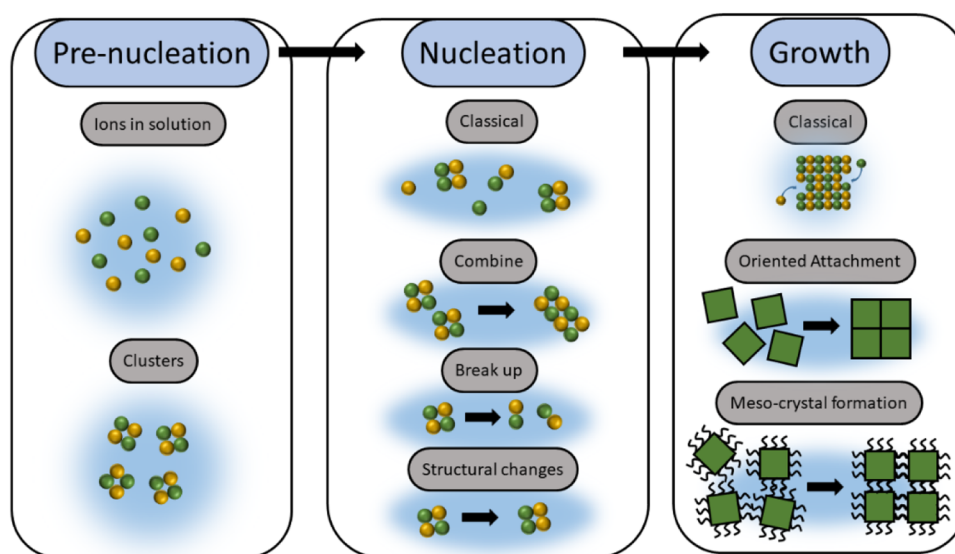 Pre-nucleation
Ions in solution
Clusters
Nucleation
Classical
Combine
Break up
Structural changes
Growth
Classical
Oriented Attachment
Meso-crystal formation